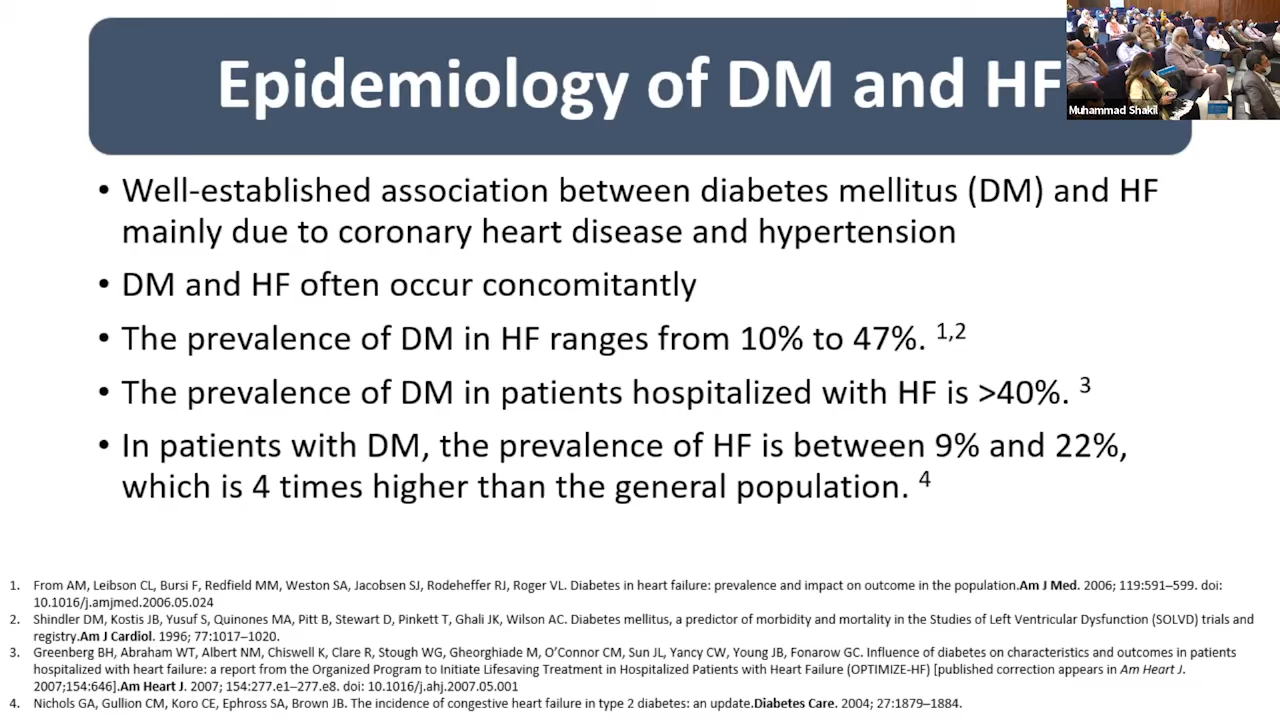 Epidemiology of DM and HF
Muhammad Shakil
• Well-established association between diabetes mellitus (DM) and HF
mainly due to coronary heart disease and hypertension
• DM and HF often occur concomitantly
• The prevalence of DM in HF ranges from 10% to 47%. 1,2
• The prevalence of DM in patients hospitalized with HF is >40%. 3
• In patients with DM, the prevalence of HF is between 9% and 22%,
which is 4 times higher than the general population. 4
1. From AM, Leibson CL, Bursi F, Redfield MM, Weston SA, Jacobsen SJ, Rodeheffer RJ, Roger VL. Diabetes in heart failure: prevalence and impact on outcome in the population.Am J Med. 2006; 119:591–599. doi:
10.1016/j.amjmed.2006.05.024
2. Shindler DM, Kostis JB, Yusuf S, Quinones MA, Pitt B, Stewart D, Pinkett T, Ghali JK, Wilson AC. Diabetes mellitus, a predictor of morbidity and mortality in the Studies of Left Ventricular Dysfunction (SOLVD) trials and
registry.Am J Cardiol. 1996; 77:1017–1020.
3. Greenberg BH, Abraham WT, Albert NM, Chiswell K, Clare R, Stough WG, Gheorghiade M, O’Connor CM, Sun JL, Yancy CW, Young JB, Fonarow GC. Influence of diabetes on characteristics and outcomes in patients
hospitalized with heart failure: a report from the Organized Program to Initiate Lifesaving Treatment in Hospitalized Patients with Heart Failure (OPTIMIZE-HF) [published correction appears in Am Heart J.
2007;154:646].Am Heart J. 2007; 154:277.e1–277.e8. doi: 10.1016/j.ahj.2007.05.001
4. Nichols GA, Gullion CM, Koro CE, Ephross SA, Brown JB. The incidence of congestive heart failure in type 2 diabetes: an update.Diabetes Care. 2004; 27:1879–1884.